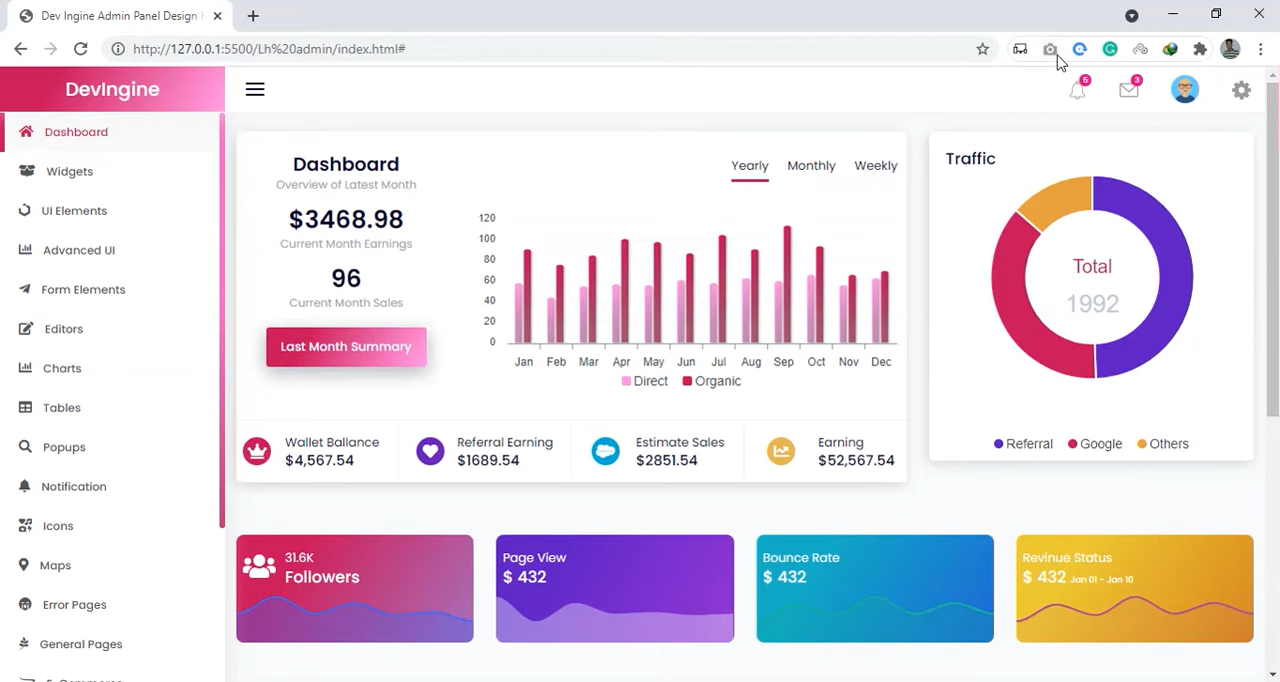 Dev Ingine Admin Panel Design
http://127.0.0.1:5500/Lh%20admin/index.html#
DevIngine
5
3
Dashboard
Widgets
UI Elements
Advanced UI
Form Elements
Editors
Charts
Tables
Popups
Notification
Icons
Maps
Error Pages
General Pages
Dashboard
Overview of Latest Month
$3468.98
Current Month Earnings
96
Current Month Sales
Last Month Summary
Yearly Monthly Weekly
120
100
80
60
40
20
0
Jan Feb Mar Apr May Jun Jul Aug Sep Oct Nov Dec
Direct Organic
Wallet Ballance
$4,567.54
Referral Earning
$1689.54
Estimate Sales
$2851.54
Earning
$52,567.54
Traffic
Total
1992
Referral Google Others
31.6K
Followers
Page View
$ 432
Bounce Rate
$ 432
Revinue Status
$ 432 Jan 01 - Jan 10